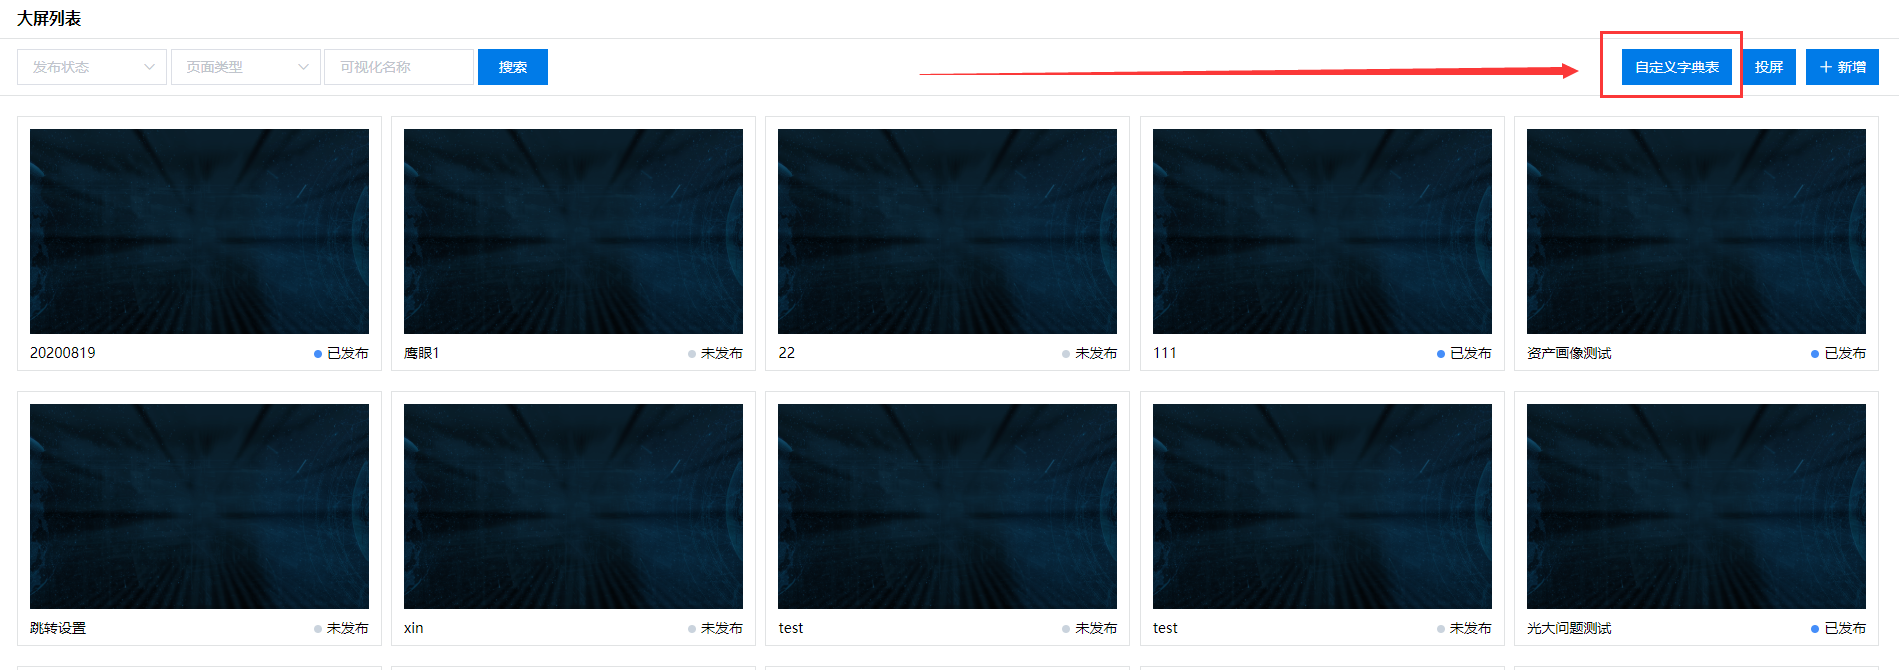 大屏列表
发布状态 页面类型 可视化名称 搜索 自定义字典表 投屏 新增
20200819 已发布 鹰眼1 未发布 22 未发布 111 已发布 资产画像测试 已发布
跳转设置 未发布 xin 未发布 test 未发布 test 未发布 光大问题测试 已发布